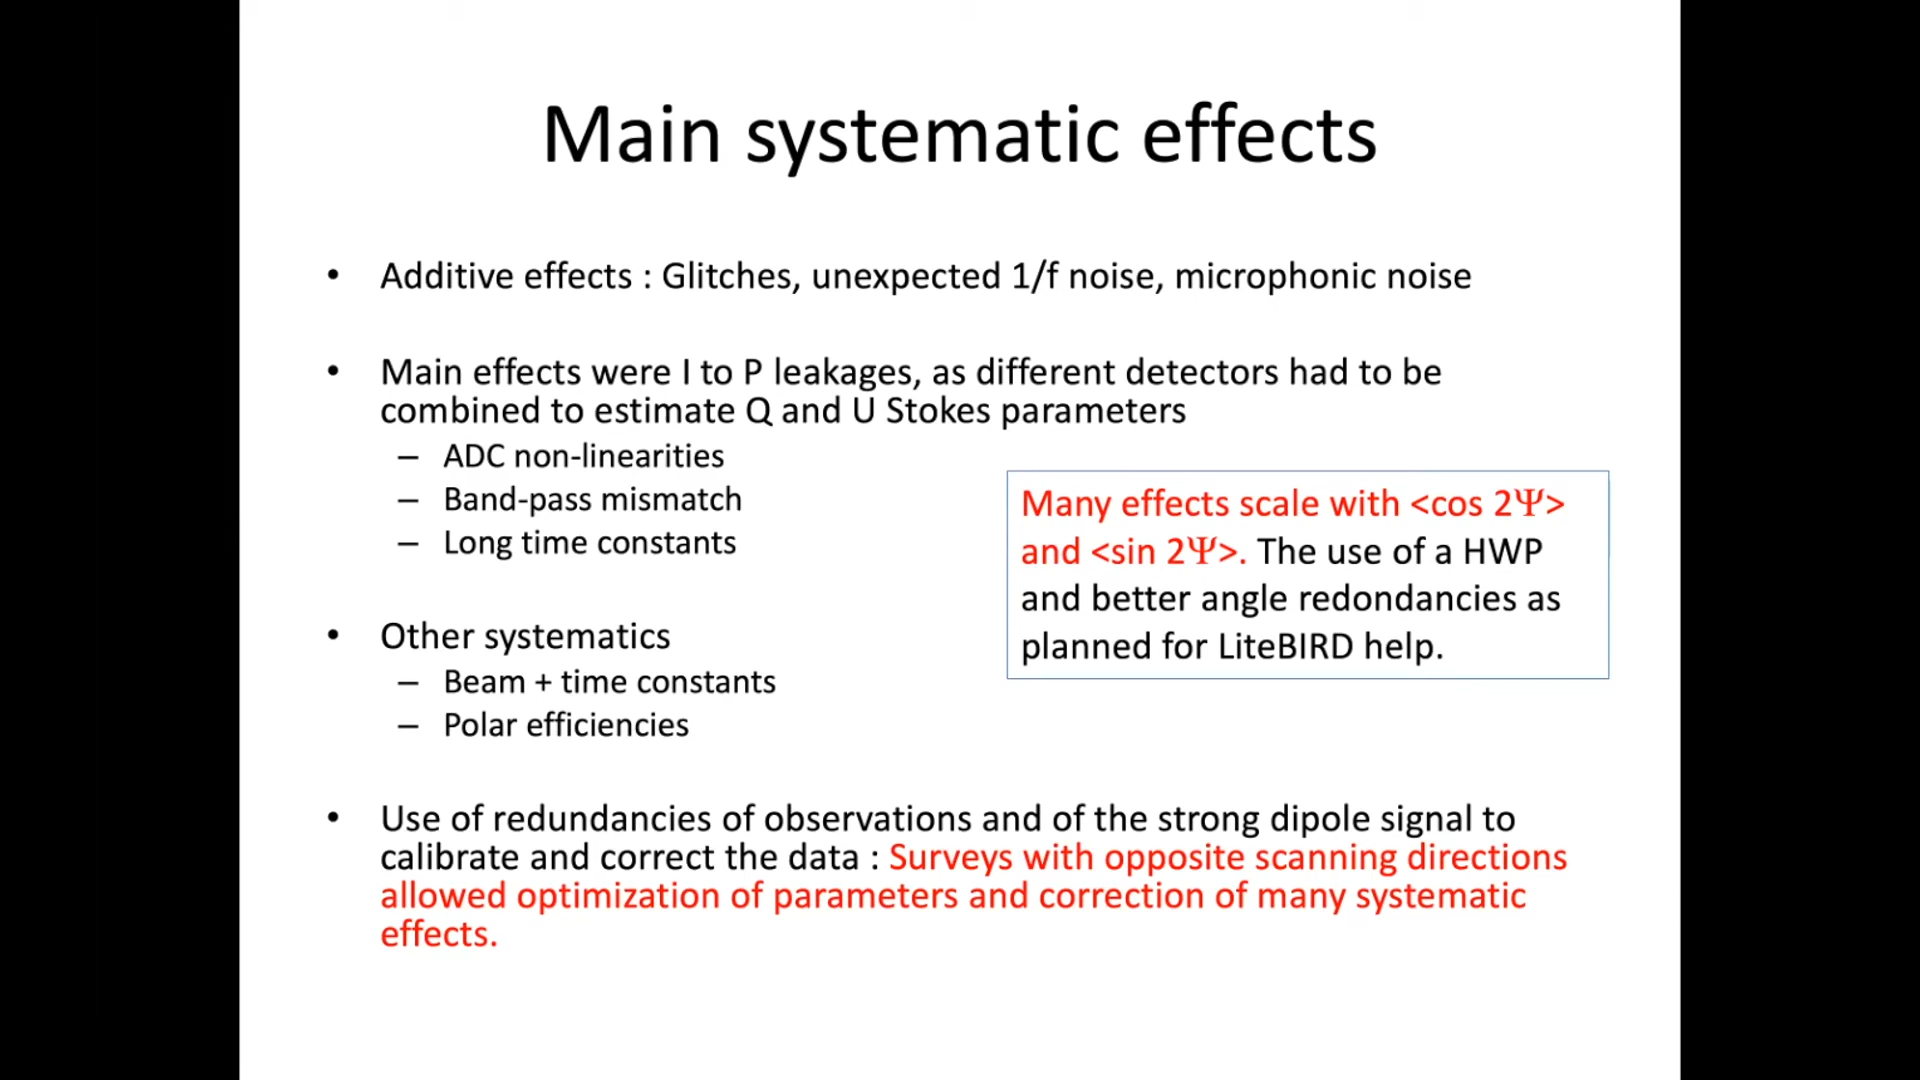 Main systematic effects
• Additive effects : Glitches, unexpected 1/f noise, microphonic noise
• Main effects were I to P leakages, as different detectors had to be
combined to estimate Q and U Stokes parameters
– ADC non-linearities
– Band-pass mismatch
– Long time constants
Many effects scale with <cos 2Ψ>
and <sin 2Ψ>. The use of a HWP
and better angle redondancies as
planned for LiteBIRD help.
• Other systematics
– Beam + time constants
– Polar efficiencies
• Use of redundancies of observations and of the strong dipole signal to
calibrate and correct the data : Surveys with opposite scanning directions
allowed optimization of parameters and correction of many systematic
effects.